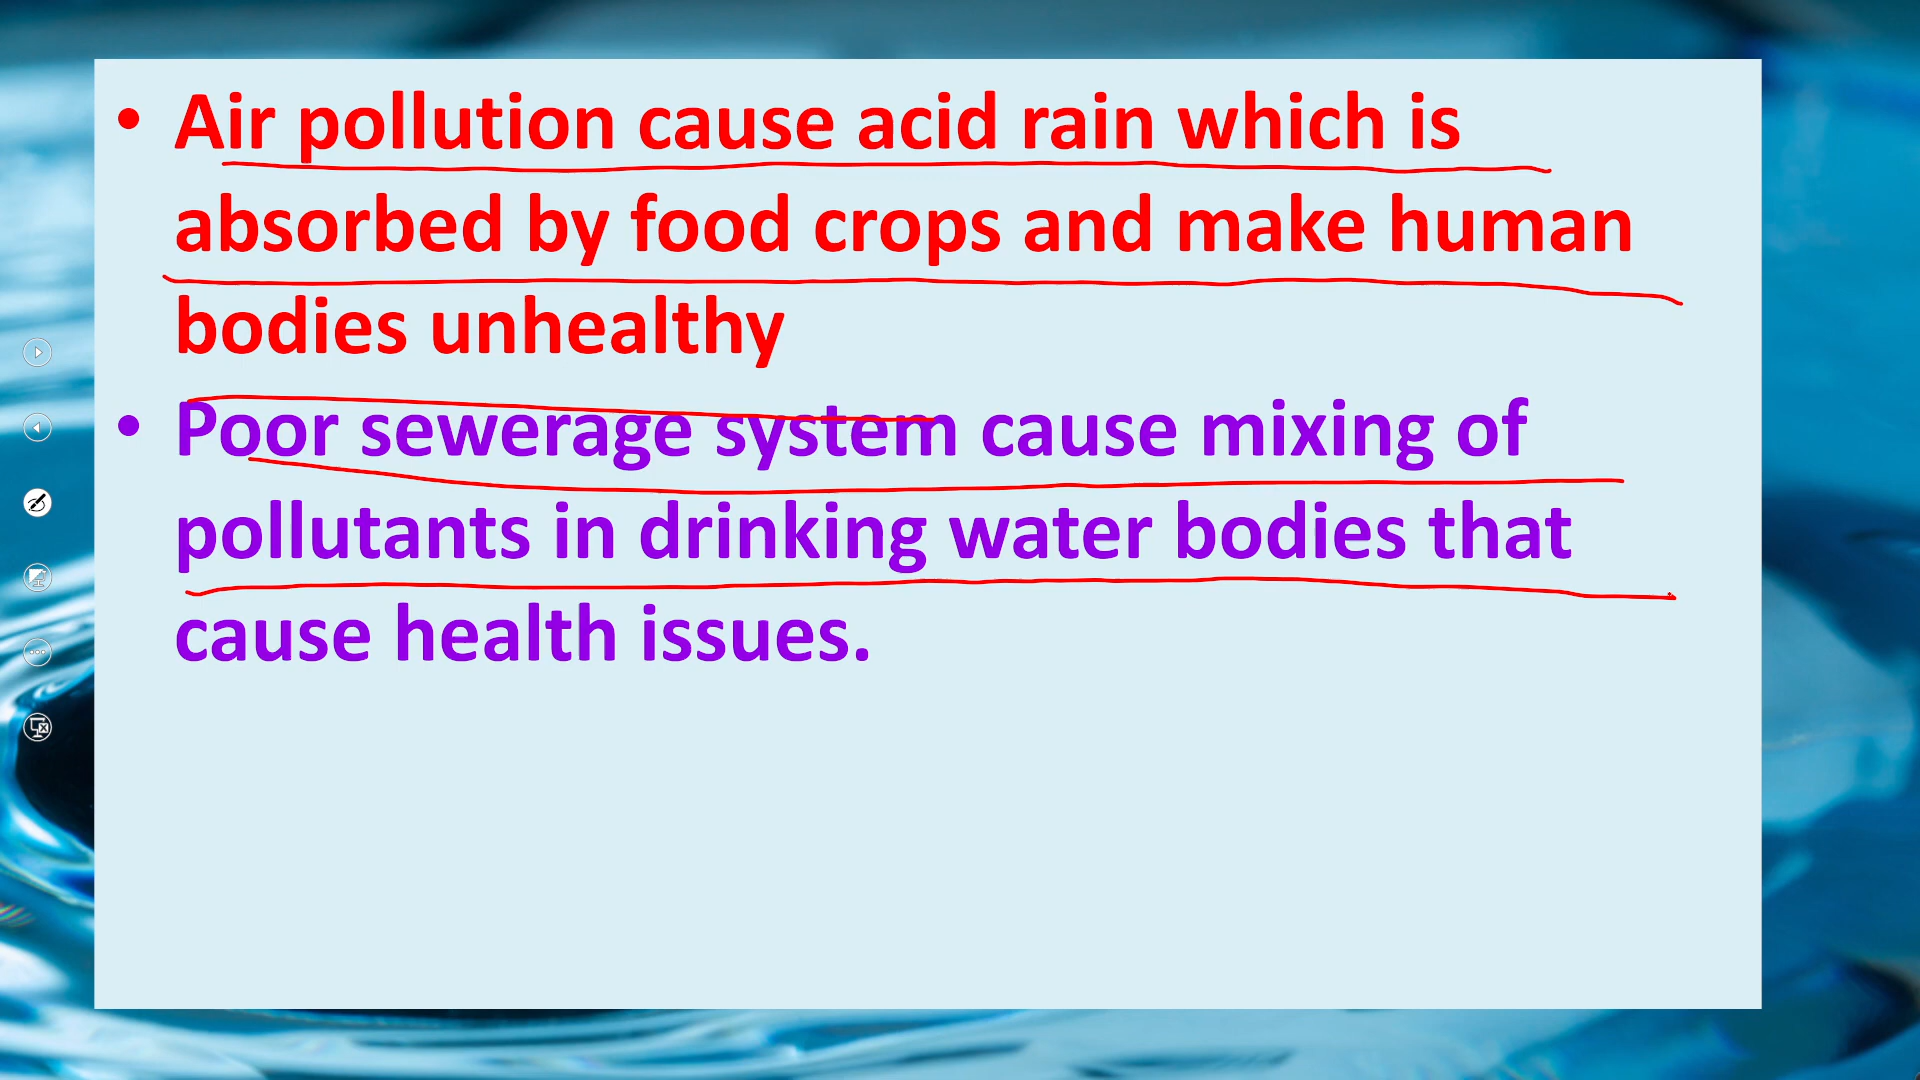 • Air pollution cause acid rain which is
absorbed by food crops and make human
bodies unhealthy
• Poor sewerage system cause mixing of
pollutants in drinking water bodies that
cause health issues.